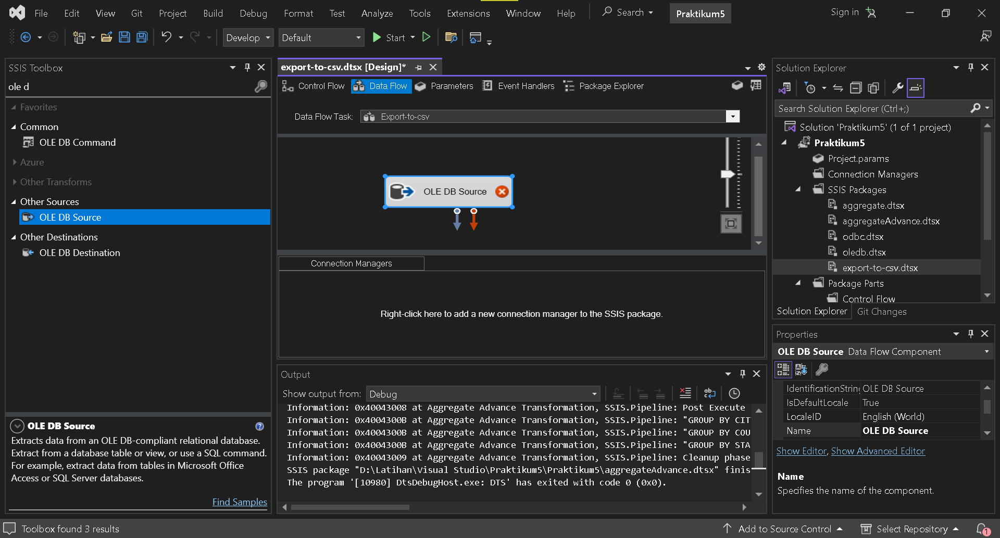 File Edit View Git Project Build Debug Format Test Analyze Tools Extensions Window Help Search Praktikum5 Sign in
Develop Default Start
SSIS Toolbox
ole d
Favorites
Common
OLE DB Command
Azure
Other Transforms
Other Sources
OLE DB Source
Other Destinations
OLE DB Destination
OLE DB Source
Extracts data from an OLE DB-compliant relational database.
Extract from a database table or view, or use a SQL command.
For example, extract data from tables in Microsoft Office
Access or SQL Server databases.
Find Samples
export-to-csv.dtsx [Design]*
Control Flow Data Flow Parameters Event Handlers Package Explorer
Data Flow Task: Export-to-csv
OLE DB Source
Connection Managers
Right-click here to add a new connection manager to the SSIS package.
Output
Show output from: Debug
Information: 0x40043008 at Aggregate Advance Transformation, SSIS.Pipeline: Post Execute
Information: 0x4004300B at Aggregate Advance Transformation, SSIS.Pipeline: "GROUP BY CIT
Information: 0x4004300B at Aggregate Advance Transformation, SSIS.Pipeline: "GROUP BY COU
Information: 0x4004300B at Aggregate Advance Transformation, SSIS.Pipeline: "GROUP BY STA
Information: 0x40043009 at Aggregate Advance Transformation, SSIS.Pipeline: Cleanup phase
SSIS package "D:\Latihan\Visual Studio\Praktikum5\Praktikum5\aggregateAdvance.dtsx" finis
The program '[10980] DtsDebugHost.exe: DTS' has exited with code 0 (0x0).
Solution Explorer
Search Solution Explorer (Ctrl+;)
Solution 'Praktikum5' (1 of 1 project)
Praktikum5
Project.params
Connection Managers
SSIS Packages
aggregate.dtsx
aggregateAdvance.dtsx
odbc.dtsx
oledb.dtsx
export-to-csv.dtsx
Package Parts
Control Flow
Solution Explorer Git Changes
Properties
OLE DB Source Data Flow Component
IdentificationString OLE DB Source
IsDefaultLocale True
LocaleID English (World)
Name OLE DB Source
Show Editor, Show Advanced Editor
Name
Specifies the name of the component.
Toolbox found 3 results
Add to Source Control Select Repository 1